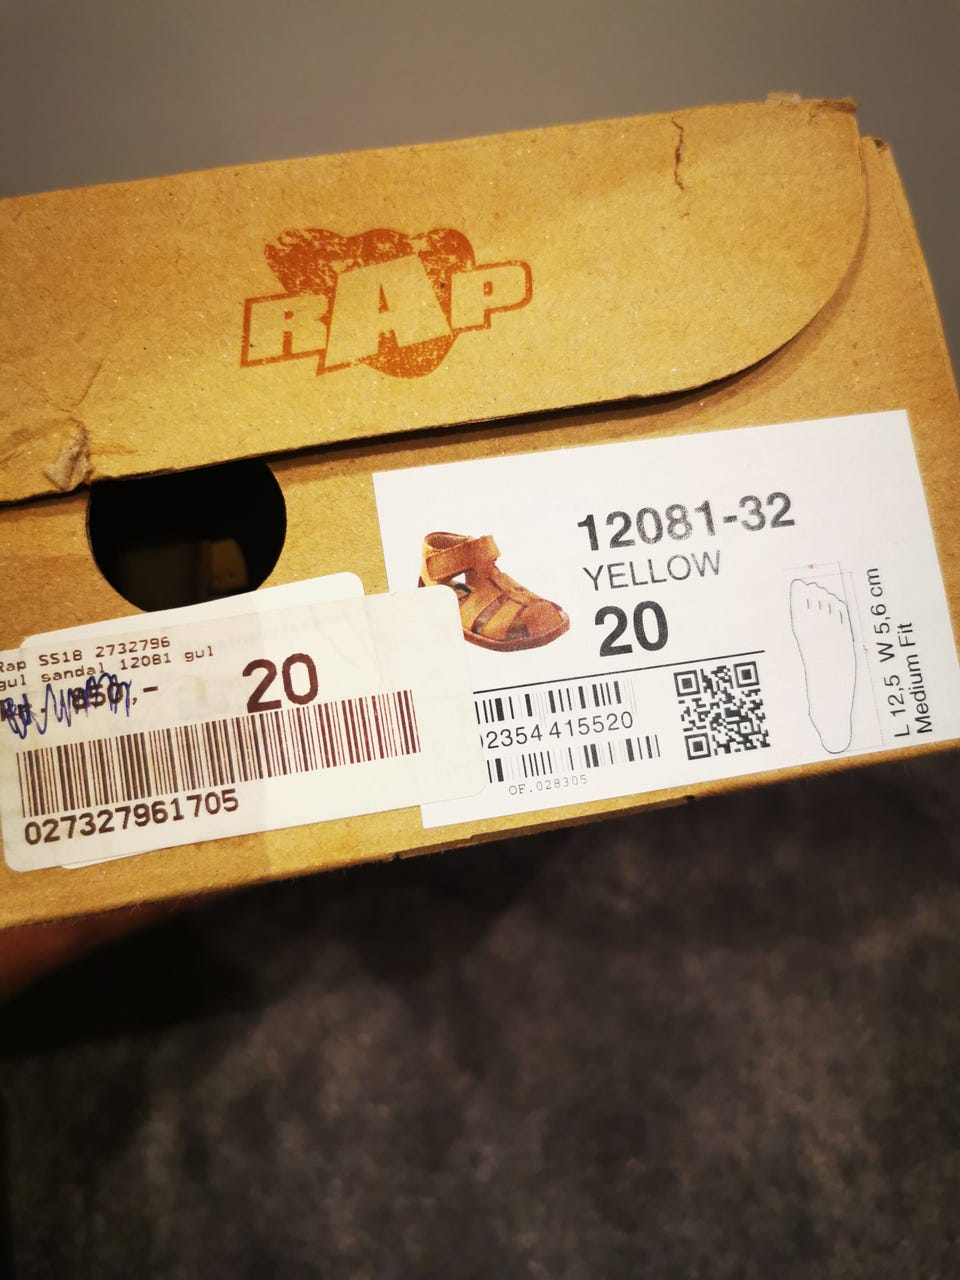 RAP
12081-32
YELLOW
20
02354 415520
OF.028305
L 12,5 W 5,6 cm
Medium Fit
Rap SS18 2732796
gul sandal 12081 gul
20
027327961705